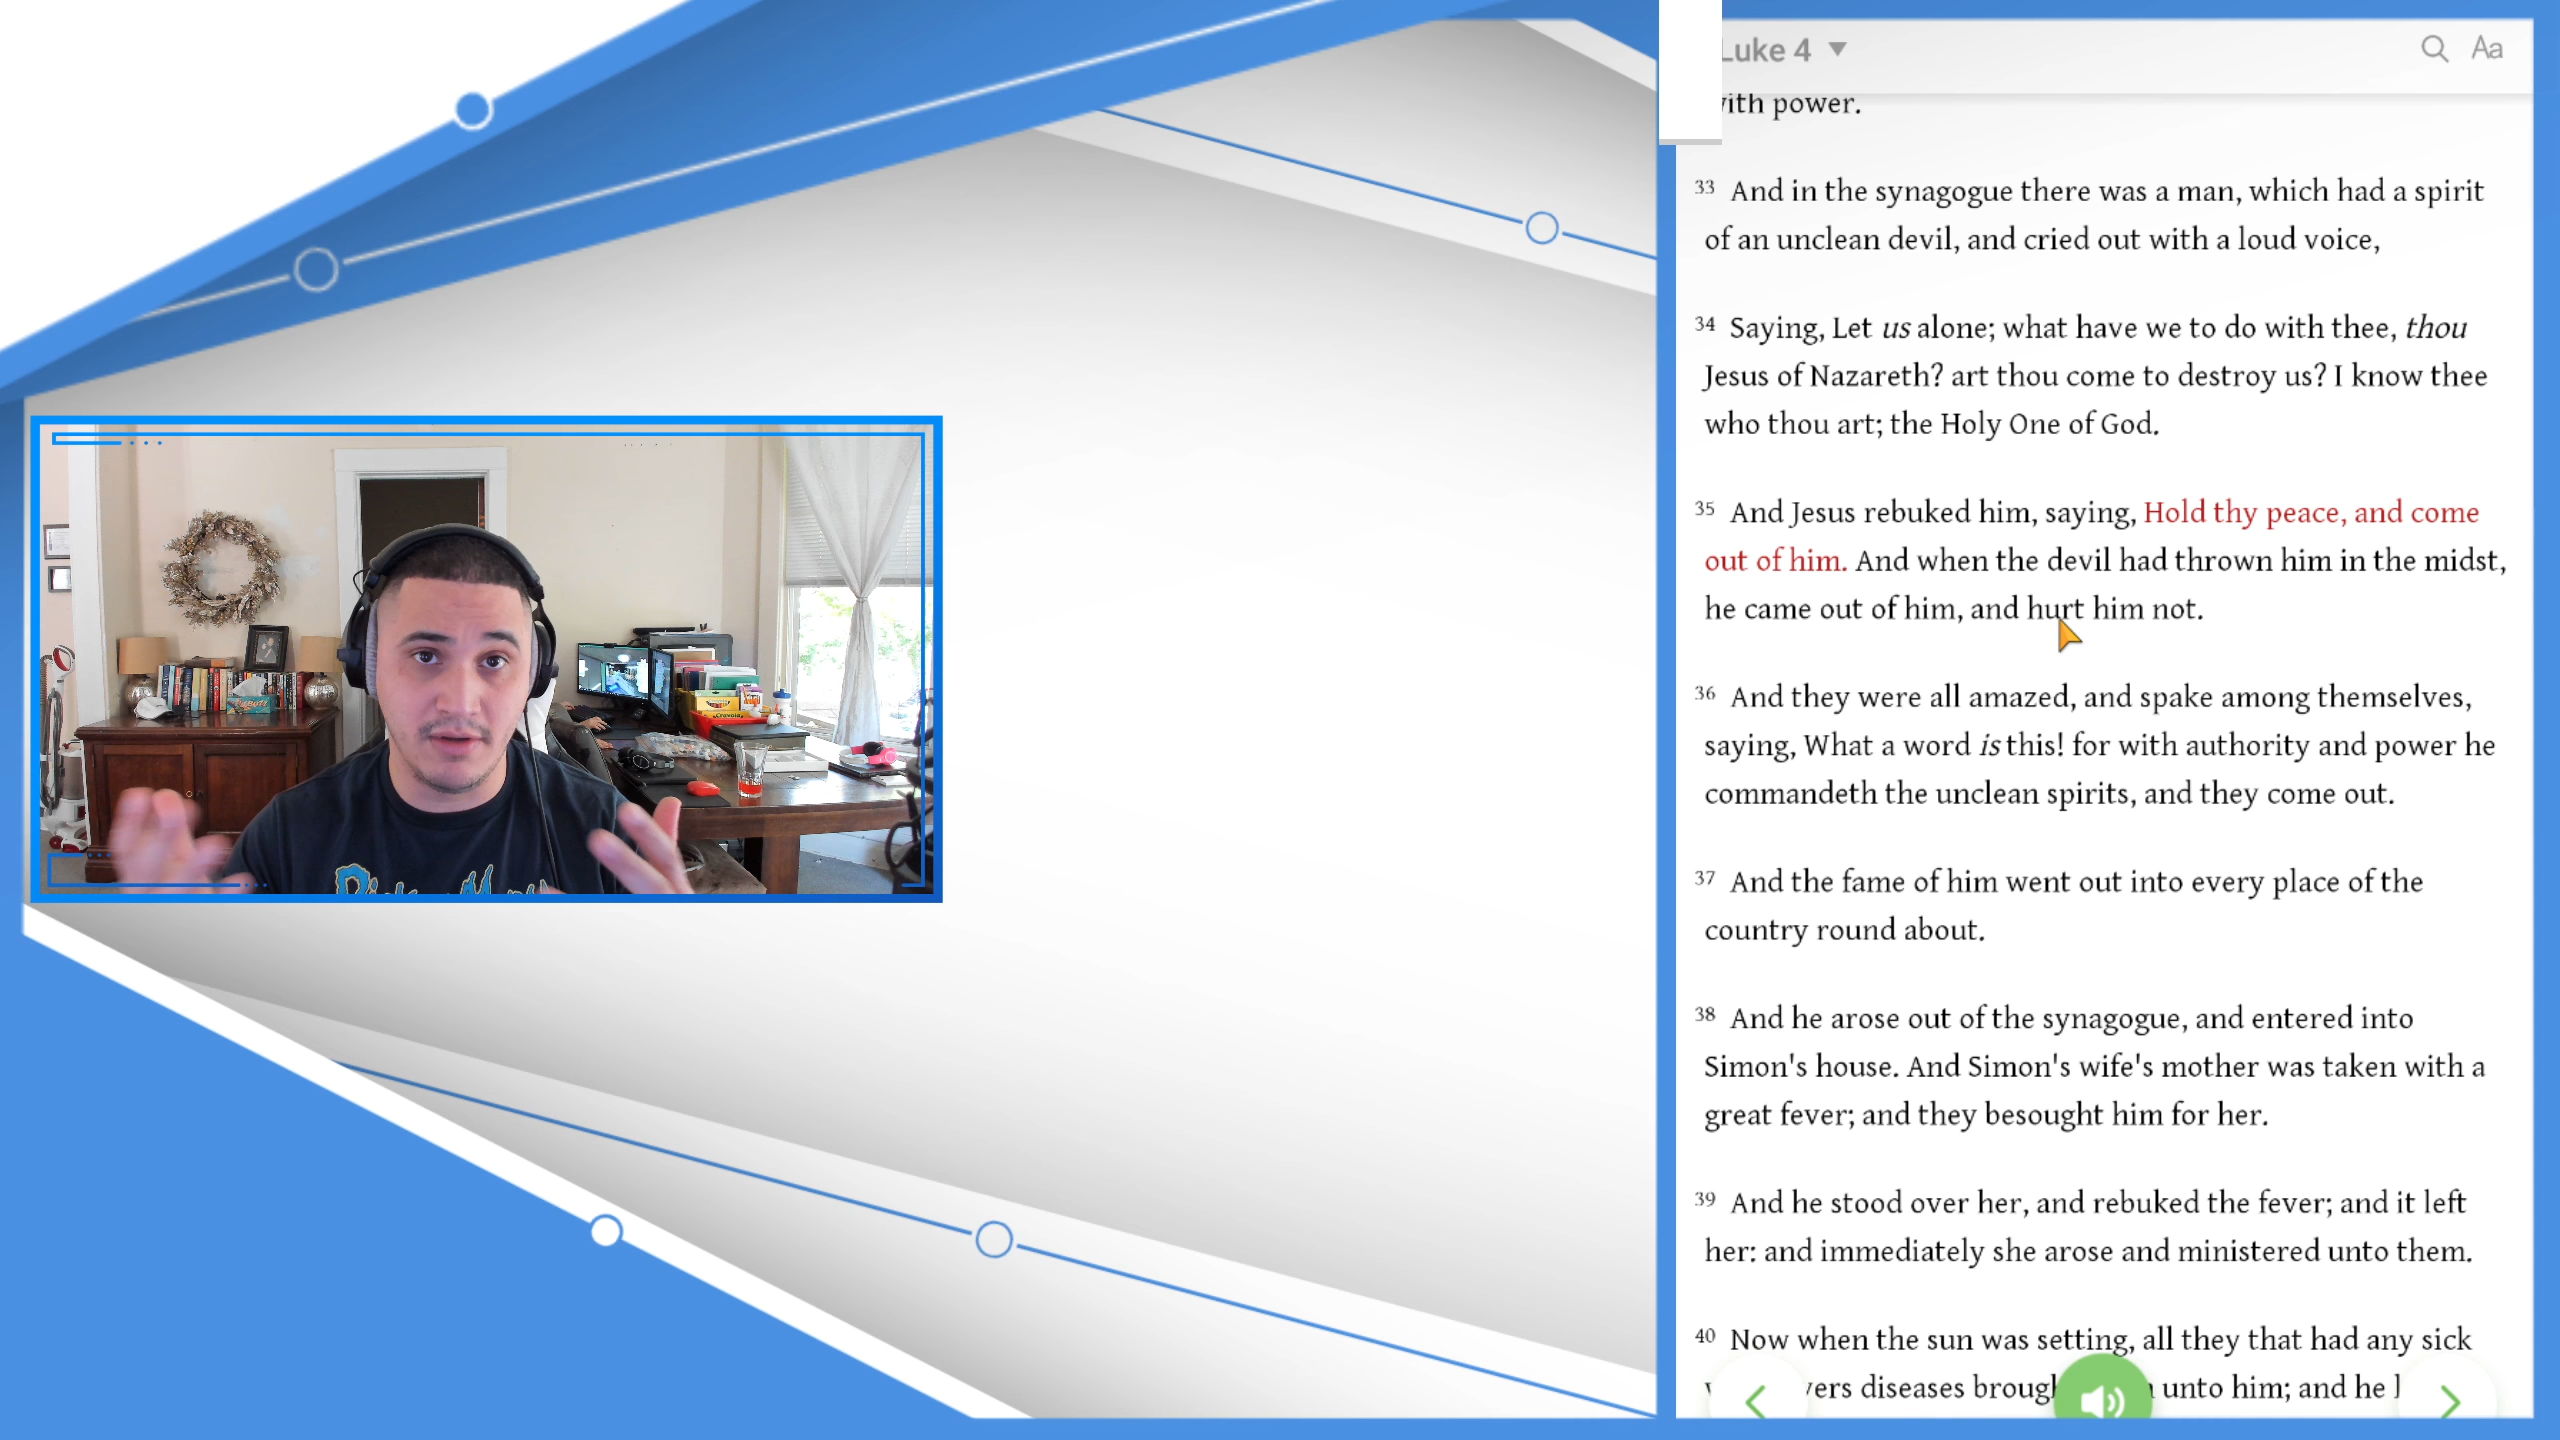 Luke 4
with power.
33 And in the synagogue there was a man, which had a spirit
of an unclean devil, and cried out with a loud voice,
34 Saying, Let us alone; what have we to do with thee, thou
Jesus of Nazareth? art thou come to destroy us? I know thee
who thou art; the Holy One of God.
35 And Jesus rebuked him, saying, Hold thy peace, and come
out of him. And when the devil had thrown him in the midst,
he came out of him, and hurt him not.
36 And they were all amazed, and spake among themselves,
saying, What a word is this! for with authority and power he
commandeth the unclean spirits, and they come out.
37 And the fame of him went out into every place of the
country round about.
38 And he arose out of the synagogue, and entered into
Simon's house. And Simon's wife's mother was taken with a
great fever; and they besought him for her.
39 And he stood over her, and rebuked the fever; and it left
her: and immediately she arose and ministered unto them.
40 Now when the sun was setting, all they that had any sick
diseases unto him; and he
Aa
Crayola